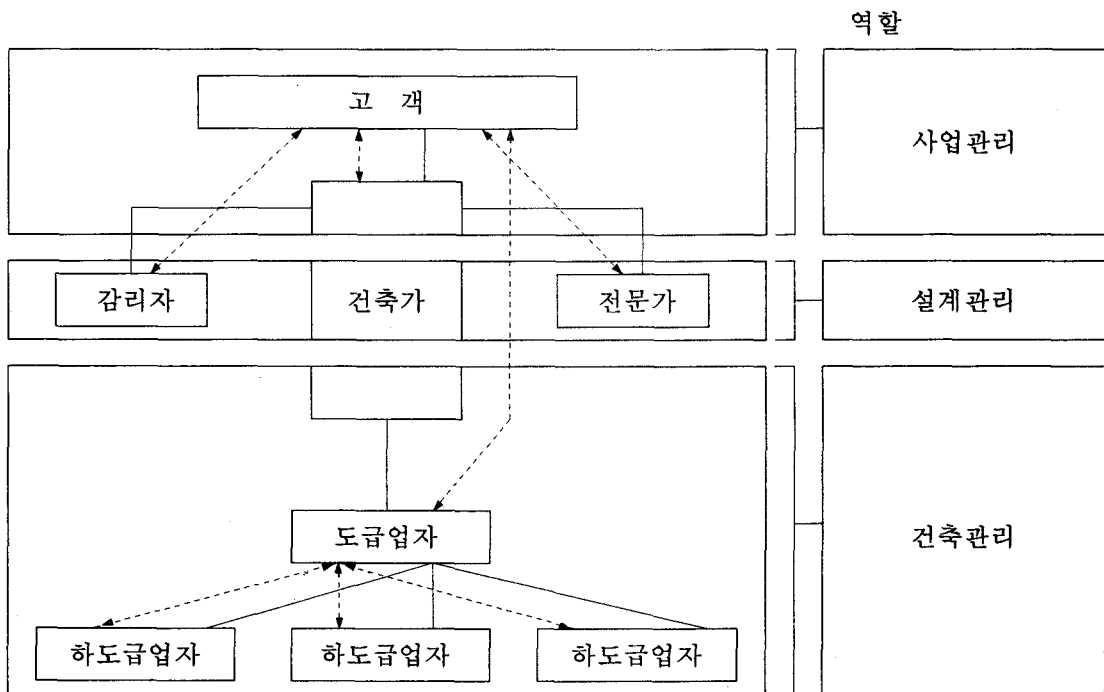 역할
고 객
사업관리
감리자
건축가
전문가
설계관리
도급업자
건축관리
하도급업자
하도급업자
하도급업자